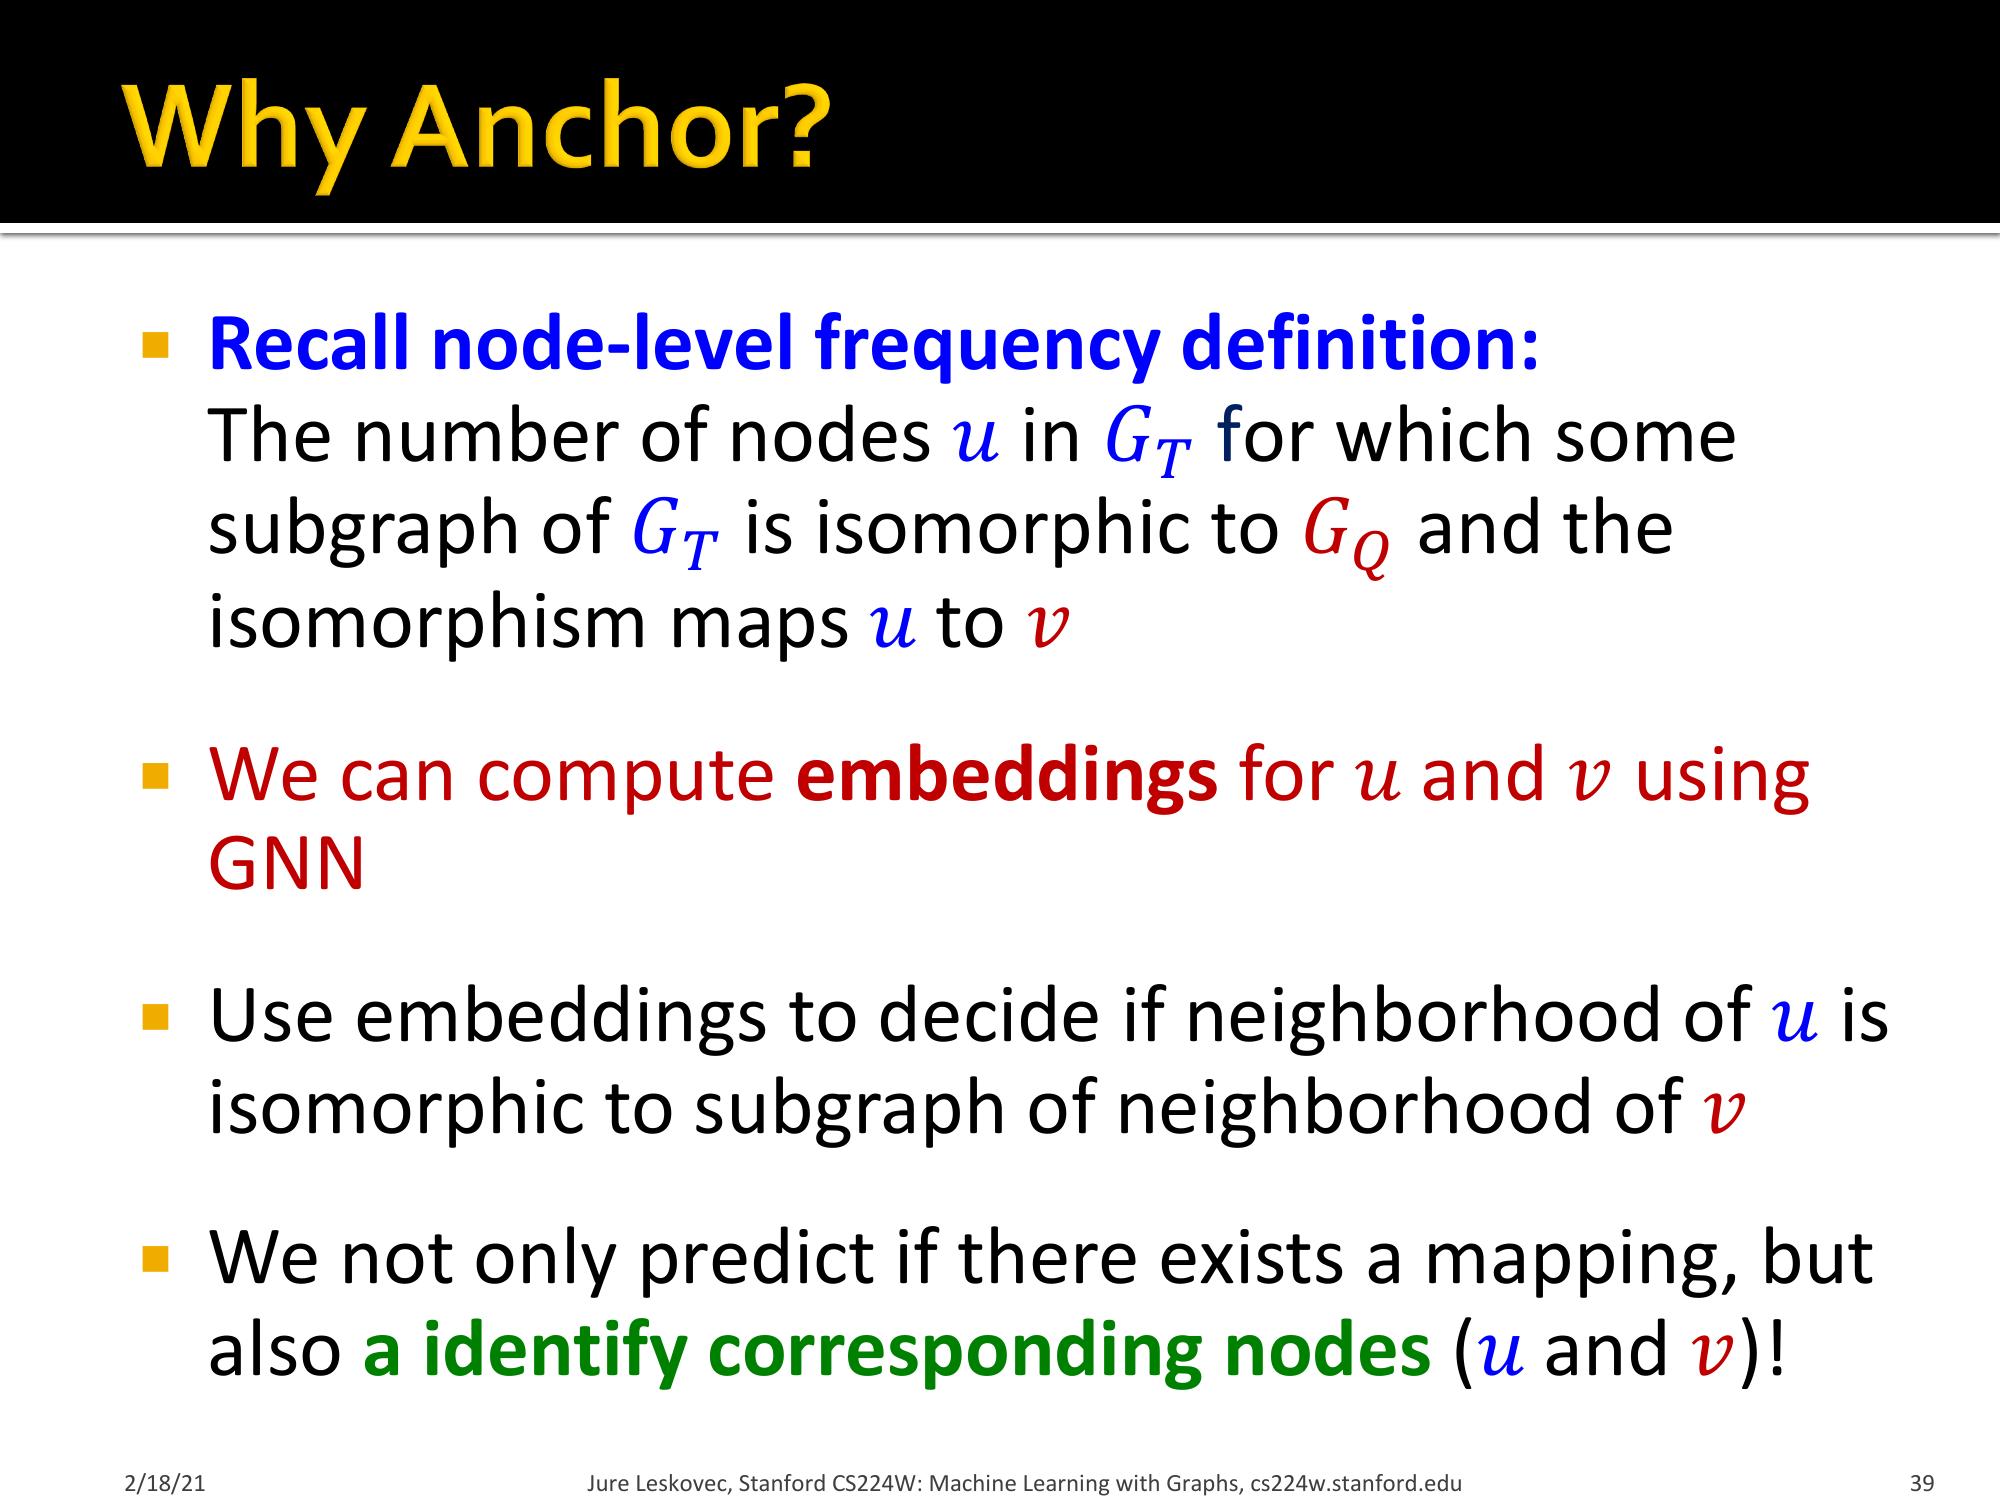 Why Anchor?
Recall node-level frequency definition:
The number of nodes 𝑢 in 𝐺_𝑇 for which some
subgraph of 𝐺_𝑇 is isomorphic to 𝐺_𝑄 and the
isomorphism maps 𝑢 to 𝑣
We can compute embeddings for 𝑢 and 𝑣 using
GNN
Use embeddings to decide if neighborhood of 𝑢 is
isomorphic to subgraph of neighborhood of 𝑣
We not only predict if there exists a mapping, but
also a identify corresponding nodes (𝑢 and 𝑣)!
2/18/21
Jure Leskovec, Stanford CS224W: Machine Learning with Graphs, cs224w.stanford.edu
39